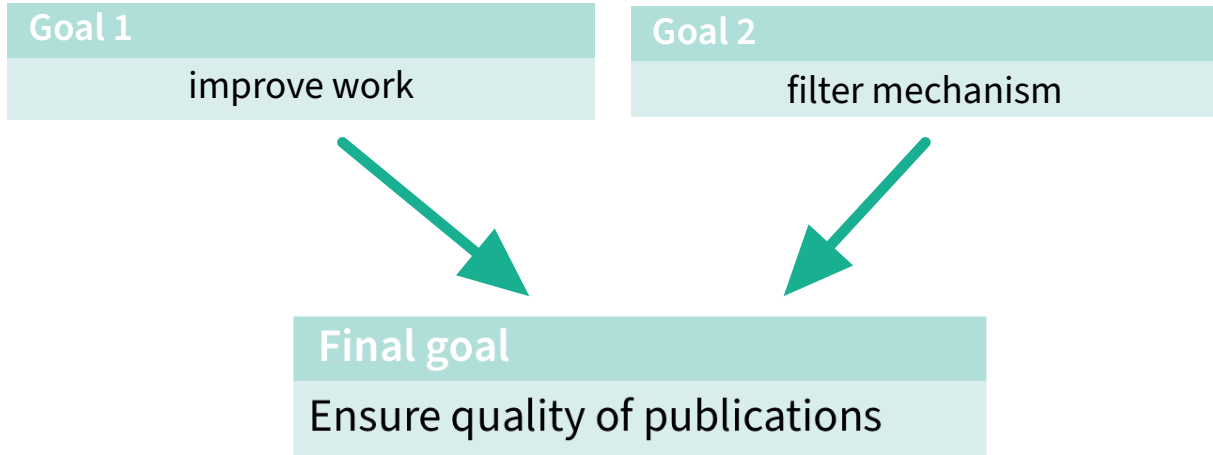 Goal 1
improve work
Goal 2
filter mechanism
Final goal
Ensure quality of publications